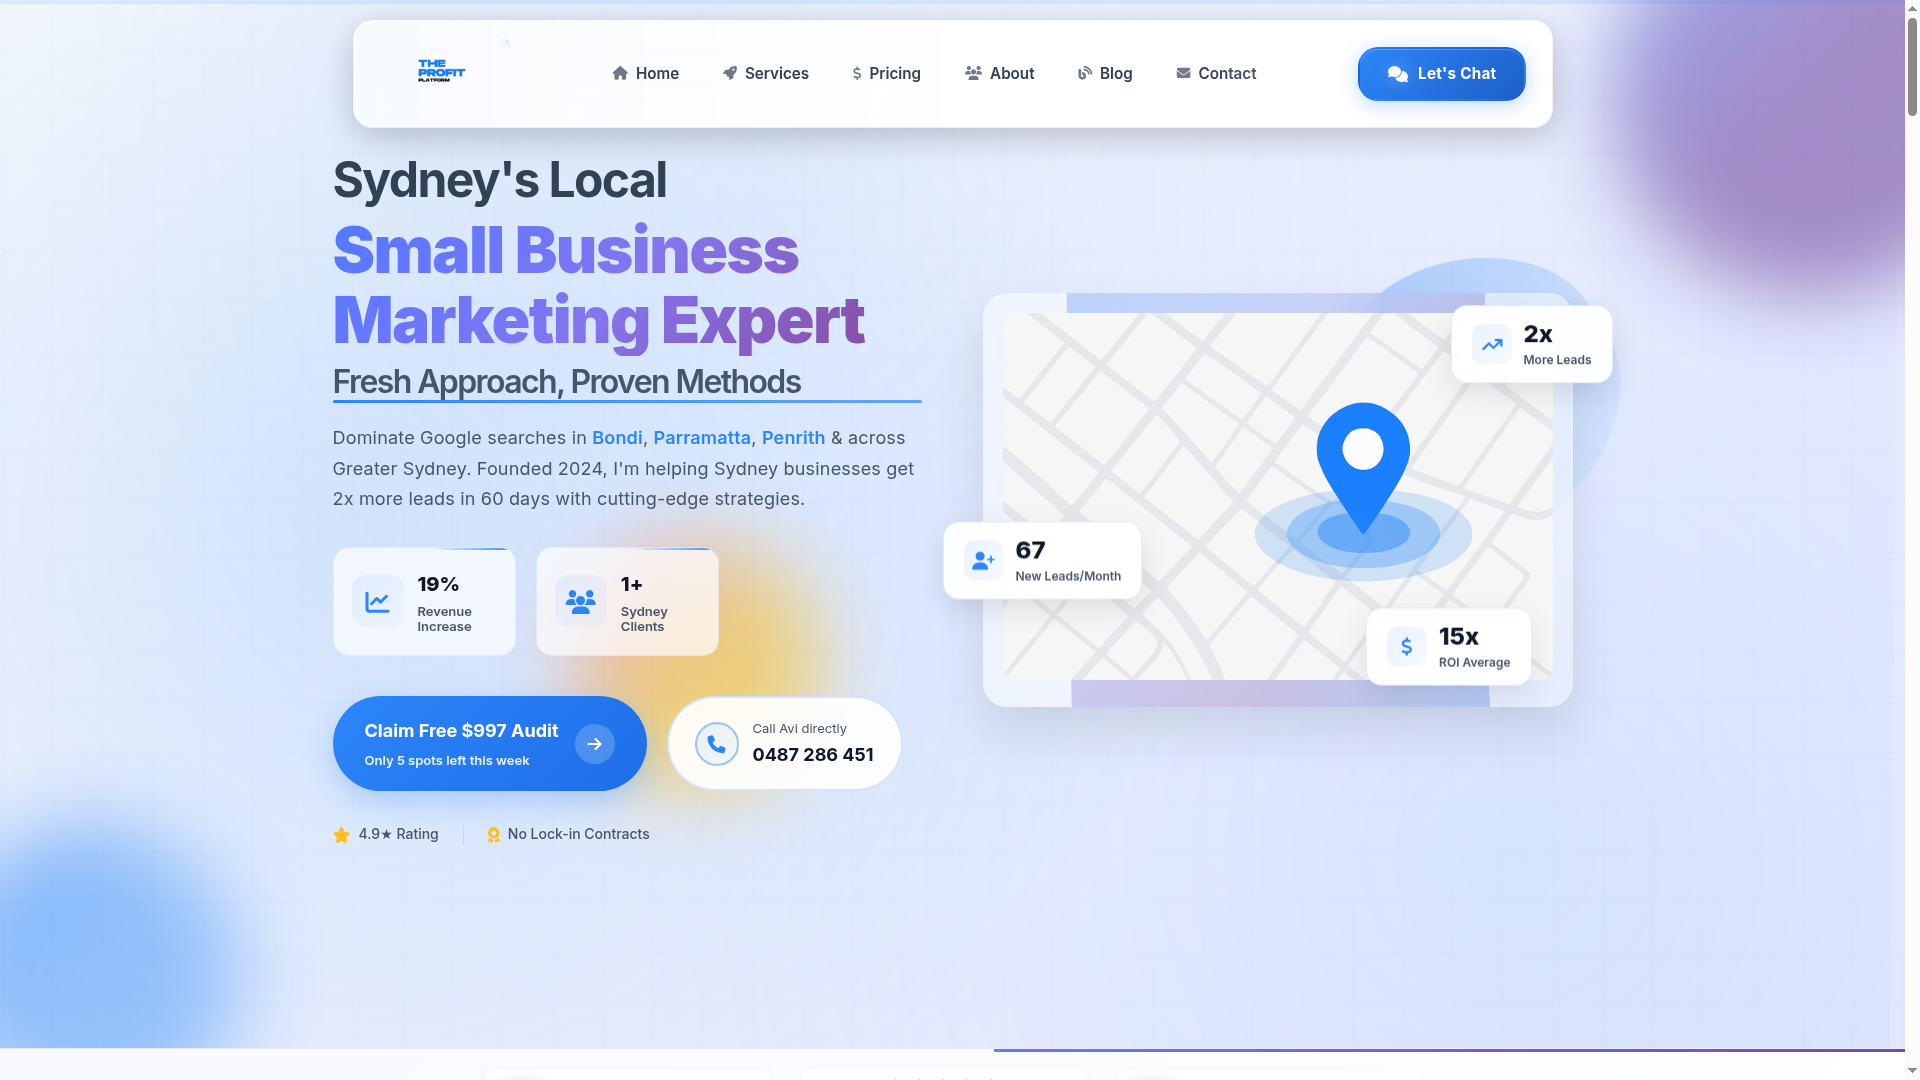 THE
PROFIT
PLATFORM
Home
Services
Pricing
About
Blog
Contact
Let's Chat
Sydney's Local
Small Business
Marketing Expert
Fresh Approach, Proven Methods
Dominate Google searches in Bondi, Parramatta, Penrith & across
Greater Sydney. Founded 2024, I'm helping Sydney businesses get
2x more leads in 60 days with cutting-edge strategies.
19%
Revenue
Increase
1+
Sydney
Clients
Claim Free $997 Audit
Only 5 spots left this week
Call Avi directly
0487 286 451
4.9★ Rating
No Lock-in Contracts
2x
More Leads
67
New Leads/Month
15x
ROI Average